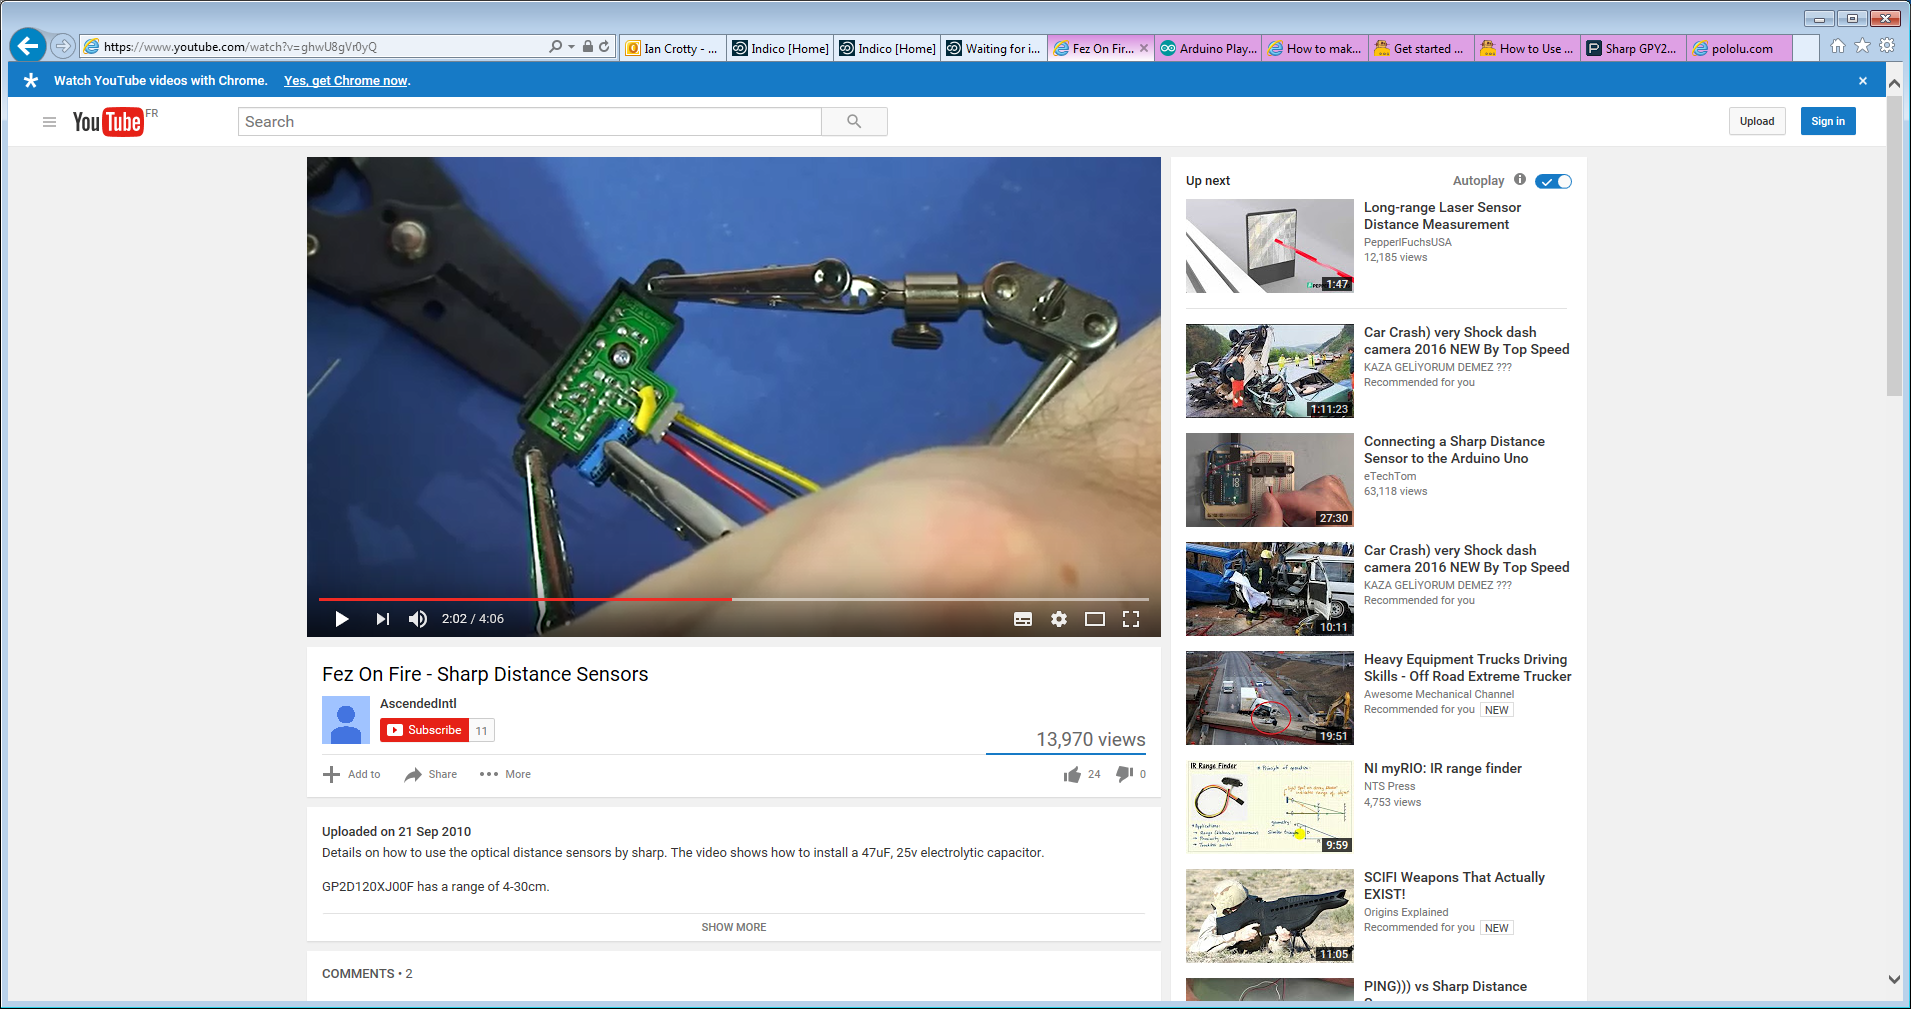 https://www.youtube.com/watch?v=ghwU8gVr0yQ
Ian Crotty - ...
Indico [Home]
Indico [Home]
Waiting for i...
Fez On Fir...
Arduino Play...
How to mak...
Get started ...
How to Use ...
Sharp GPY2...
pololu.com
Watch YouTube videos with Chrome. Yes, get Chrome now.
YouTube FR
Search
Upload
Sign in
2:02 / 4:06
Fez On Fire - Sharp Distance Sensors
AscendedIntl
Subscribe 11
13,970 views
Add to Share More
24 0
Uploaded on 21 Sep 2010
Details on how to use the optical distance sensors by sharp. The video shows how to install a 47uF, 25v electrolytic capacitor.
GP2D120XJ00F has a range of 4-30cm.
SHOW MORE
COMMENTS • 2
Up next
Autoplay
Long-range Laser Sensor
Distance Measurement
PepperlFuchsUSA
12,185 views
1:47
Car Crash) very Shock dash
camera 2016 NEW By Top Speed
KAZA GELİYORUM DEMEZ ???
Recommended for you
1:11:23
Connecting a Sharp Distance
Sensor to the Arduino Uno
eTechTom
63,118 views
27:30
Car Crash) very Shock dash
camera 2016 NEW By Top Speed
KAZA GELİYORUM DEMEZ ???
Recommended for you
10:11
Heavy Equipment Trucks Driving
Skills - Off Road Extreme Trucker
Awesome Mechanical Channel
Recommended for you NEW
19:51
NI myRIO: IR range finder
NTS Press
4,753 views
IR Range Finder
9:59
SCIFI Weapons That Actually
EXIST!
Origins Explained
Recommended for you NEW
11:05
PING))) vs Sharp Distance